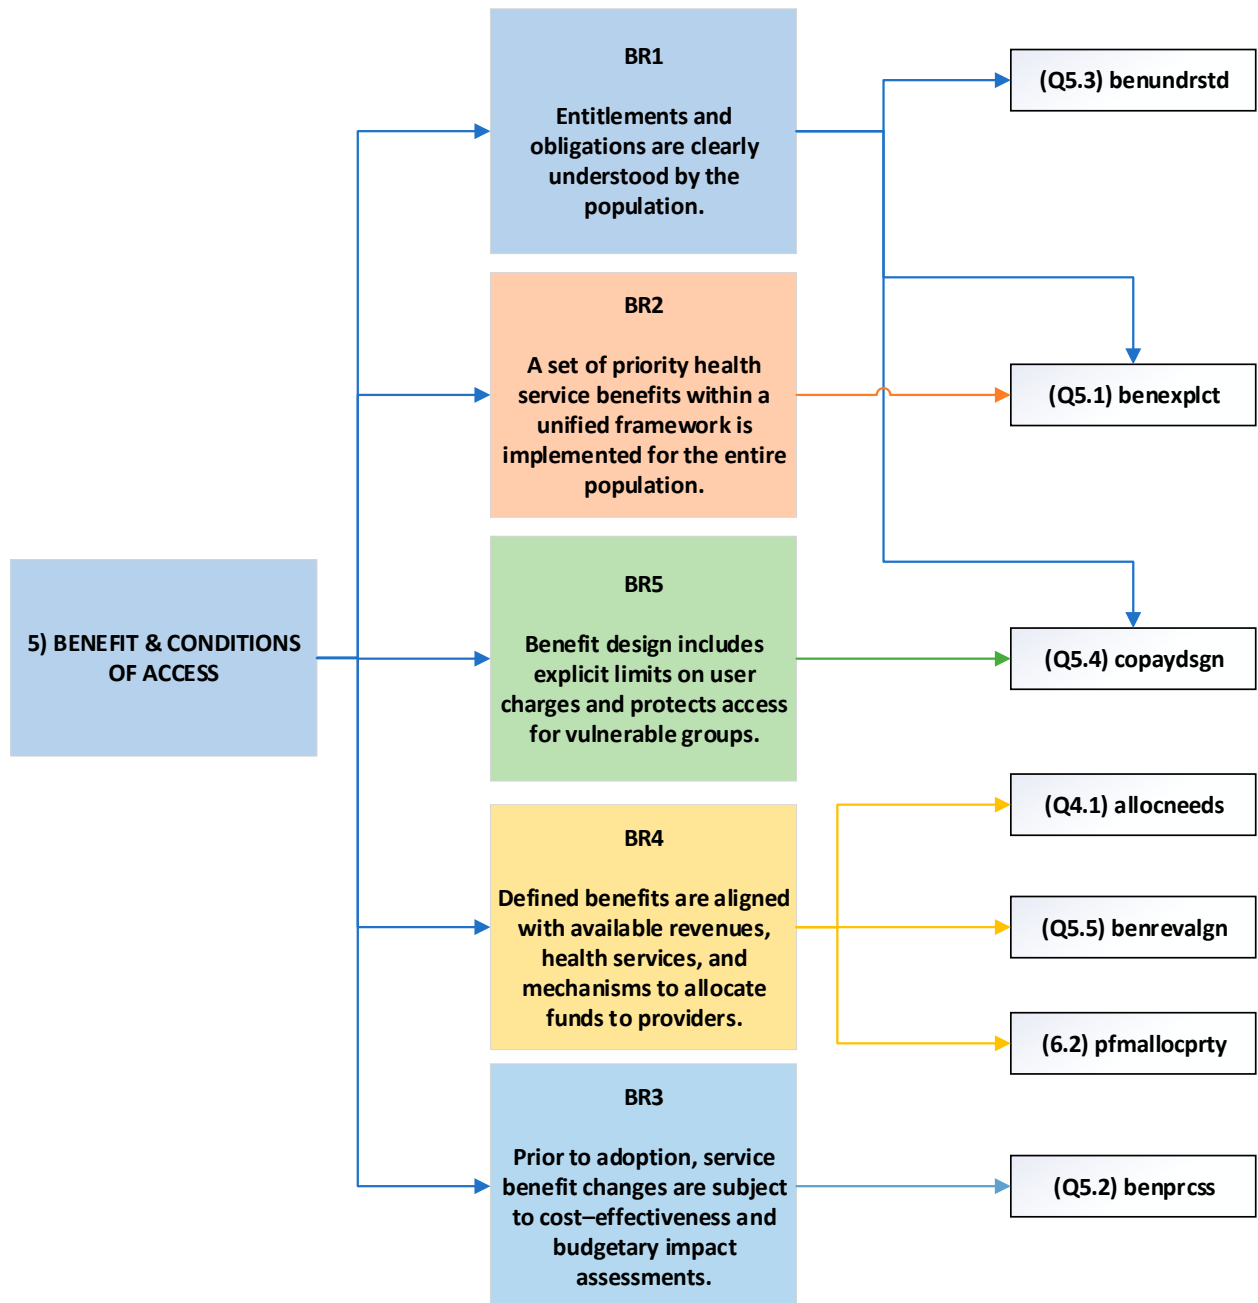 5) BENEFIT & CONDITIONS
OF ACCESS
BR1
Entitlements and
obligations are clearly
understood by the
population.
BR2
A set of priority health
service benefits within a
unified framework is
implemented for the entire
population.
BR5
Benefit design includes
explicit limits on user
charges and protects access
for vulnerable groups.
BR4
Defined benefits are aligned
with available revenues,
health services, and
mechanisms to allocate
funds to providers.
BR3
Prior to adoption, service
benefit changes are subject
to cost–effectiveness and
budgetary impact
assessments.
(Q5.3) benundrstd
(Q5.1) benexplct
(Q5.4) copaydsgn
(Q4.1) allocneeds
(Q5.5) benrevalgn
(6.2) pfmallocprty
(Q5.2) benprcss